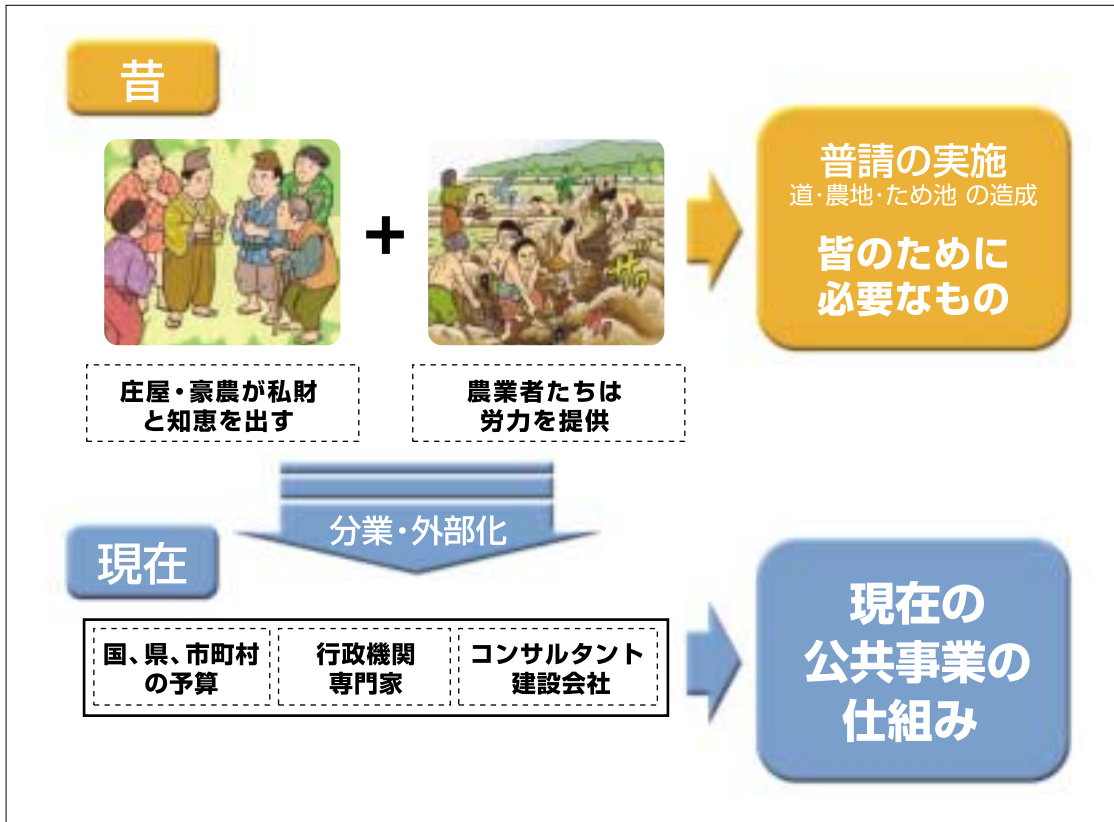 昔
普請の実施
道・農地・ため池 の造成
皆のために
必要なもの
+
ザワ
庄屋・豪農が私財
と知恵を出す
農業者たちは
労力を提供
分業・外部化
現在
国、県、市町村
の予算
行政機関
専門家
コンサルタント
建設会社
現在の
公共事業の
仕組み